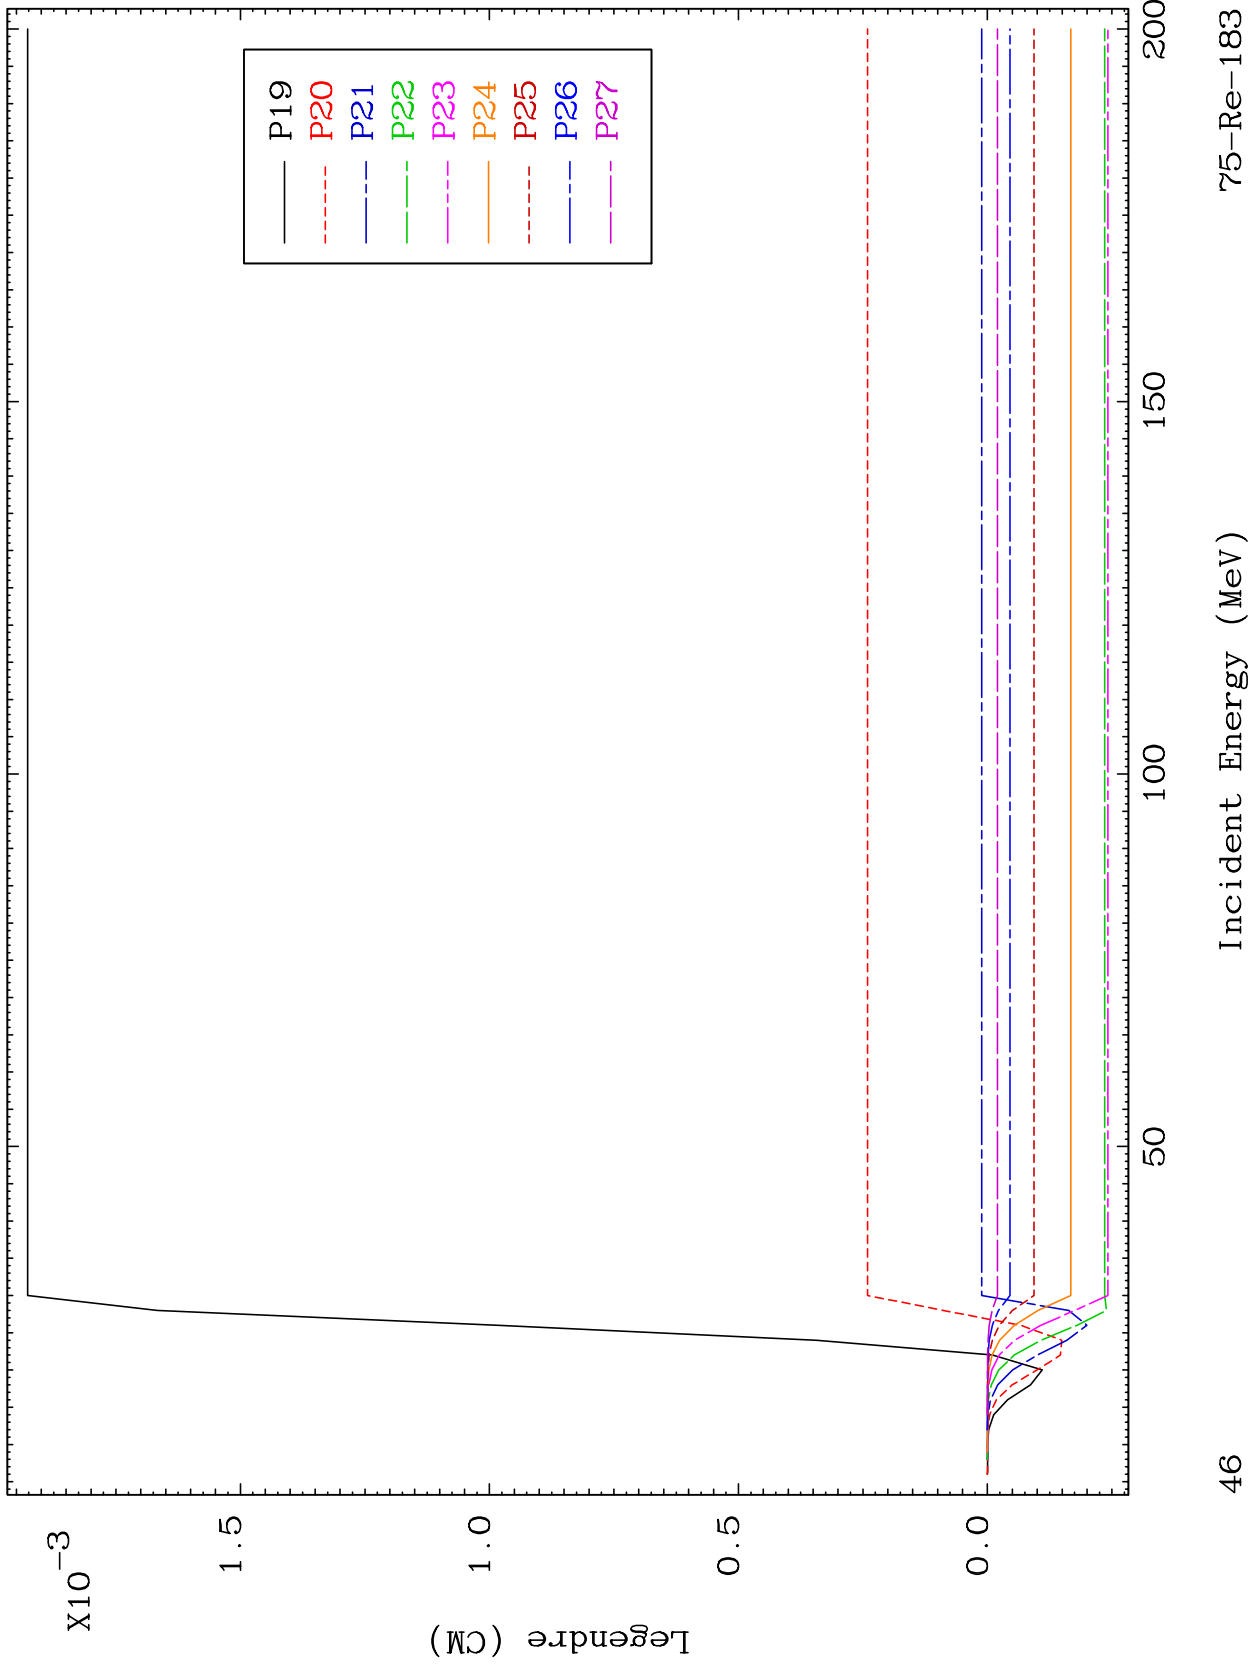 X10-3
1.5
1.0
0.5
0.0
Legendre (CM)
P19
P20
P21
P22
P23
P24
P25
P26
P27
50
100
150
200
Incident Energy (MeV)
46
75-Re-183